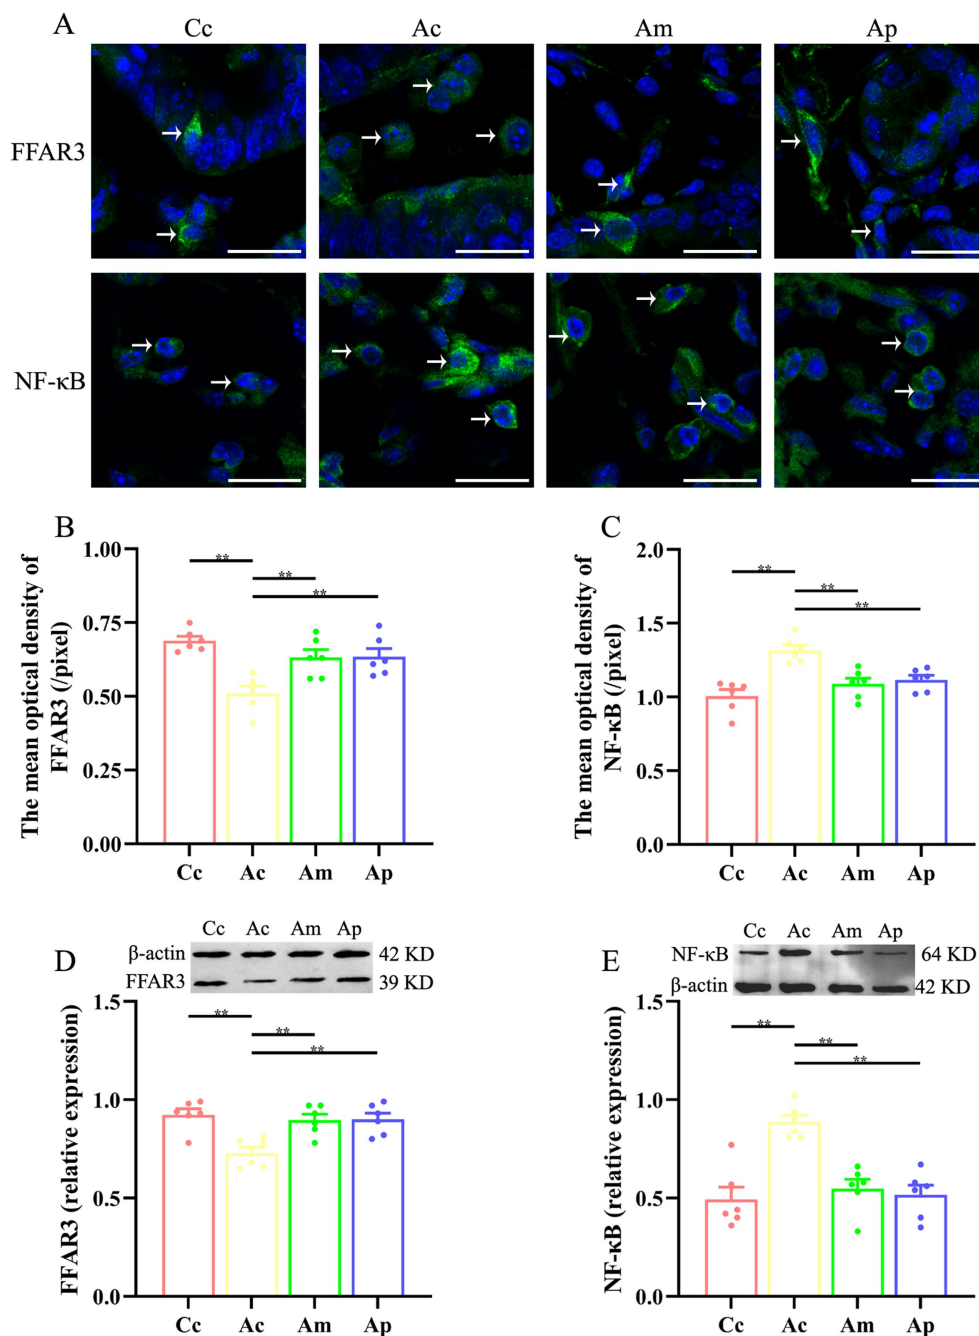 A
Cc Ac Am Ap
FFAR3
NF-κB
B
The mean optical density of
FFAR3 (/pixel)
1.00
0.75
0.50
0.25
0.00
**
**
**
Cc Ac Am Ap
C
The mean optical density of
NF-κB (/pixel)
2.0
1.5
1.0
0.5
0.0
**
**
**
Cc Ac Am Ap
D
Cc Ac Am Ap
β-actin 42 KD
FFAR3 39 KD
FFAR3 (relative expression)
1.5
1.0
0.5
0.0
**
**
**
Cc Ac Am Ap
E
Cc Ac Am Ap
NF-κB 64 KD
β-actin 42 KD
NF-κB (relative expression)
1.5
1.0
0.5
0.0
**
**
**
Cc Ac Am Ap